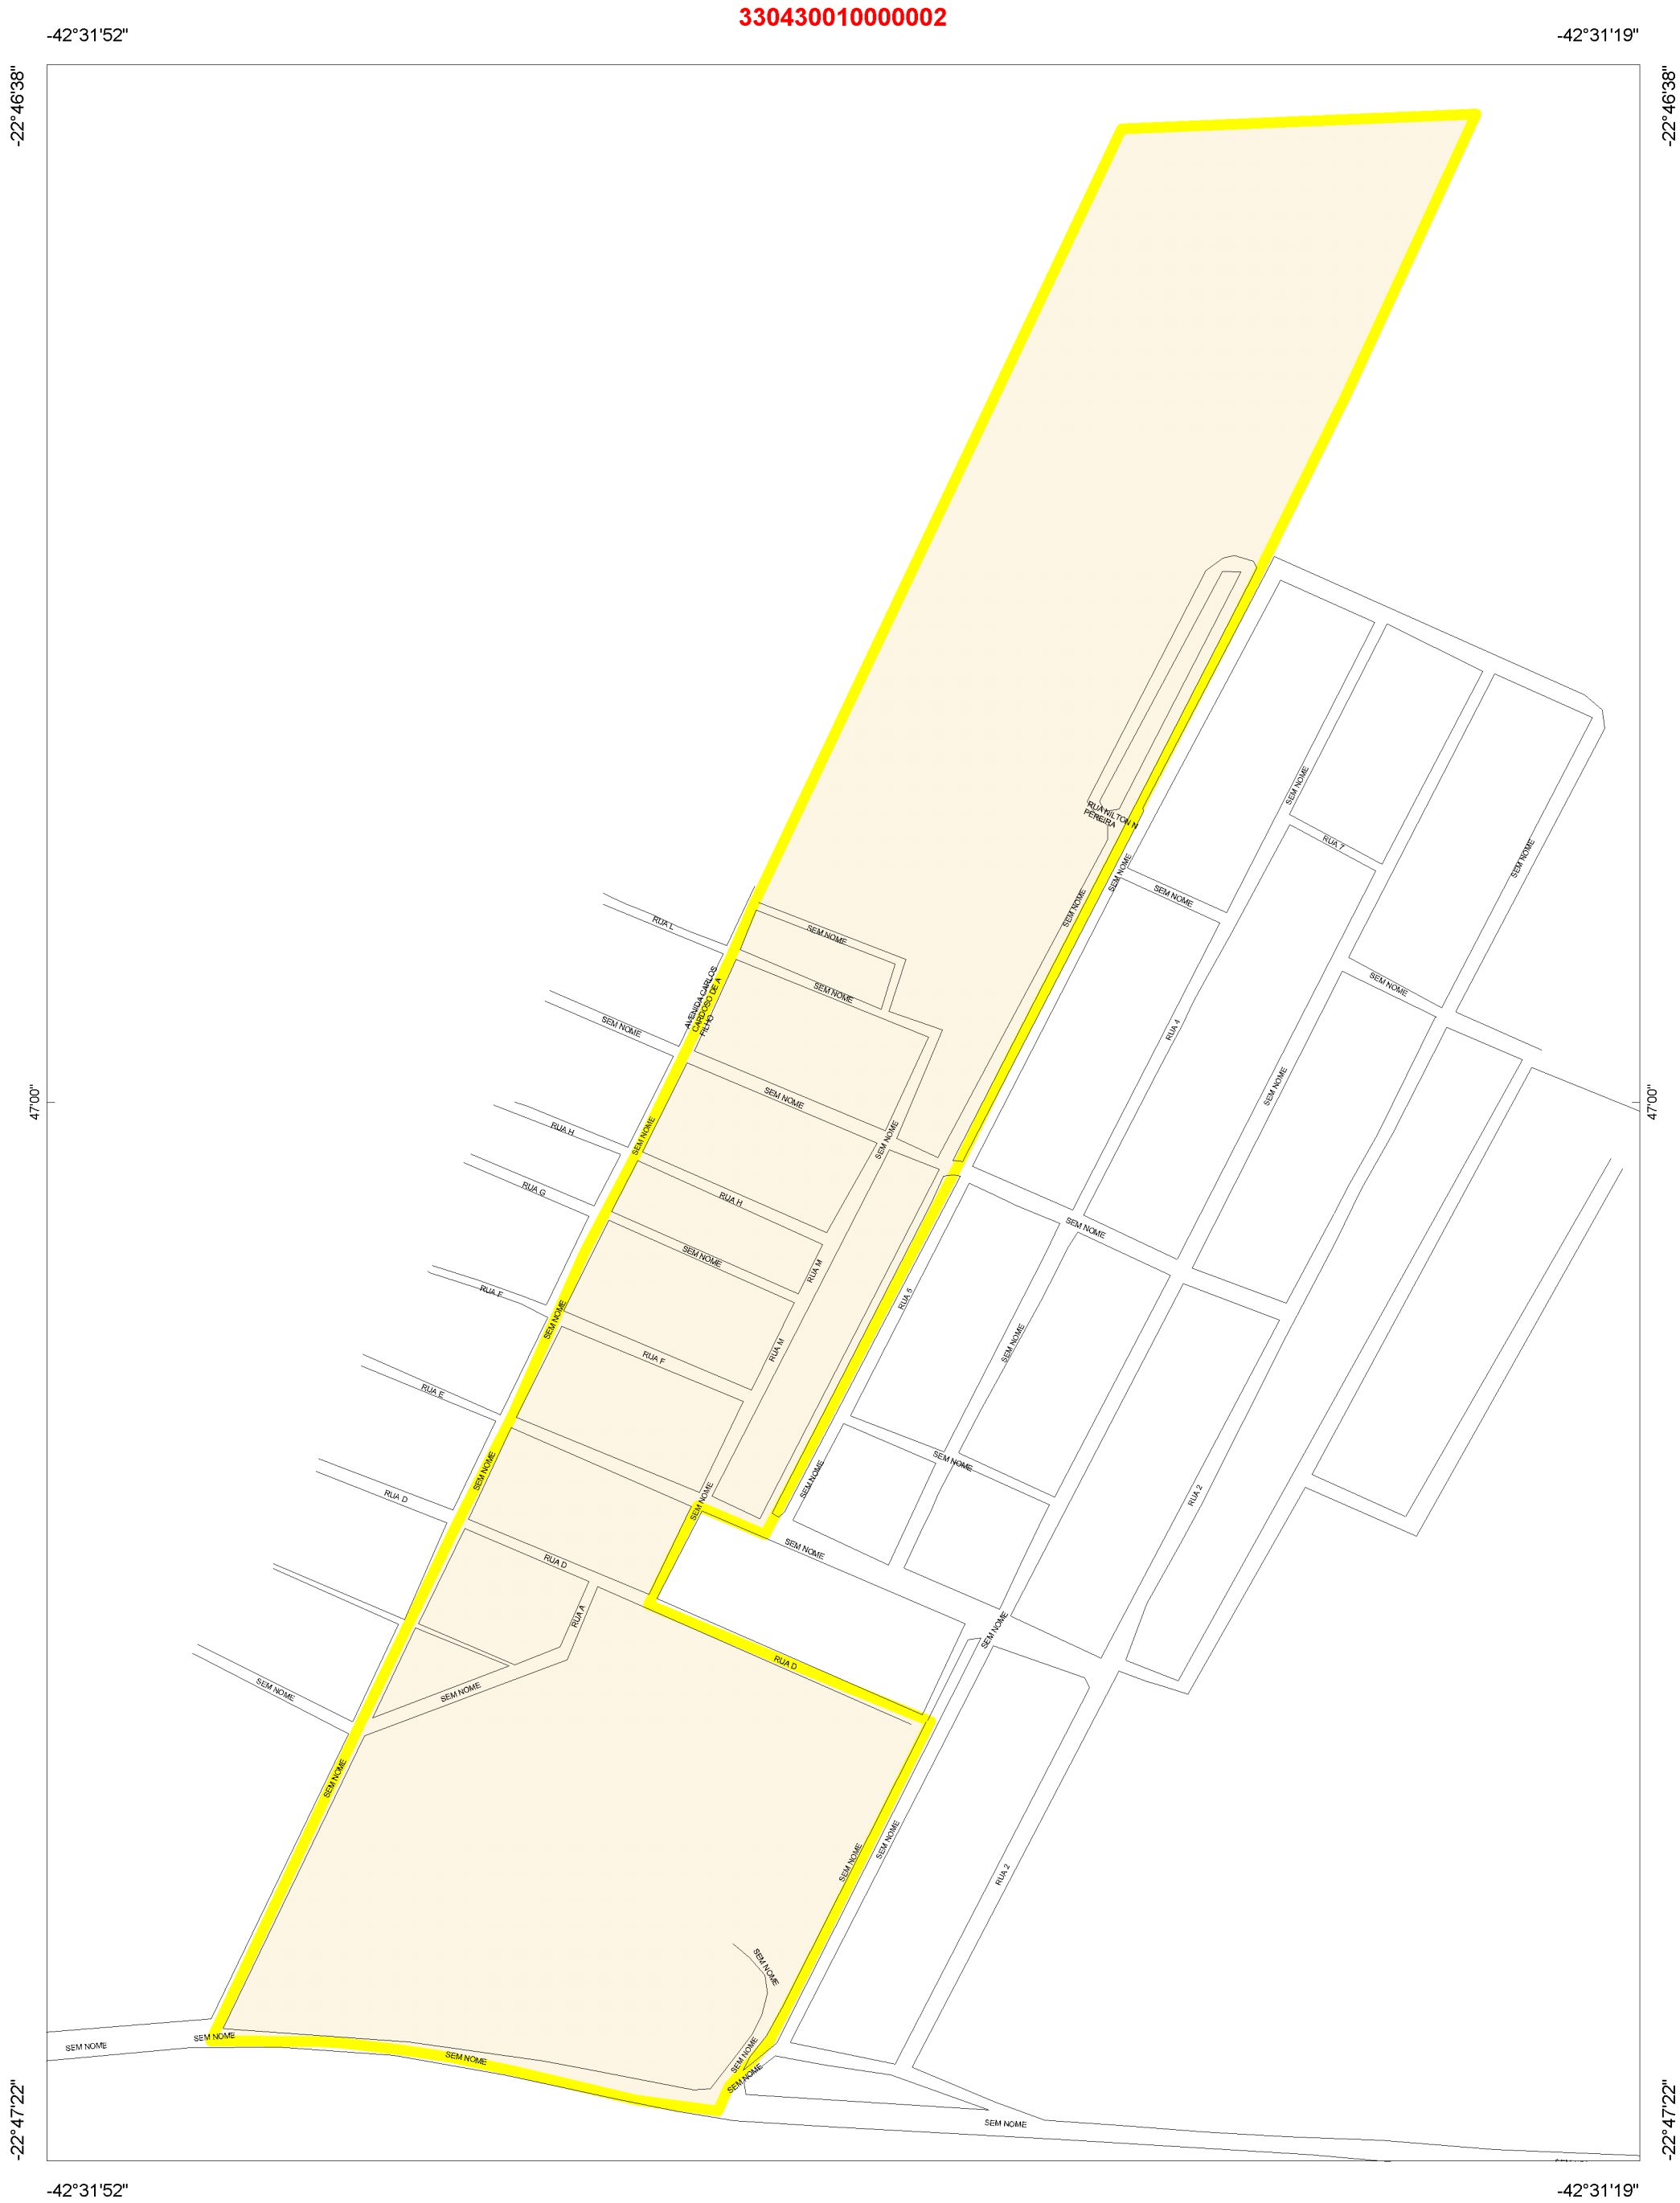 330430010000002
-42°31'52"
-42°31'19"
-22°46'38"
-22°46'38"
SEM NOME
RUA NILTON N
PEREIRA
SEM NOME
RUA 7
SEM NOME
SEM NOME
SEM NOME
SEM NOME
RUA L
SEM NOME
SEM NOME
SEM NOME
AVENIDA CARLOS
CARDOSO DE A
FILHO
SEM NOME
RUA 4
SEM NOME
SEM NOME
47'00"
47'00"
RUA H
SEM NOME
SEM NOME
RUA G
RUA H
SEM NOME
SEM NOME
RUA M
RUA F
RUA 5
SEM NOME
SEM NOME
RUA M
RUA F
RUA E
SEM NOME
SEM NOME
SEM NOME
RUA D
SEM NOME
RUA 2
SEM NOME
RUA D
RUA A
SEM NOME
RUA D
SEM NOME
SEM NOME
SEM NOME
SEM NOME
SEM NOME
RUA 2
SEM NOME
SEM NOME
SEM NOME
SEM NOME
SEM NOME
SEM NOME
SEM NOME
-22°47'22"
-22°47'22"
-42°31'52"
-42°31'19"